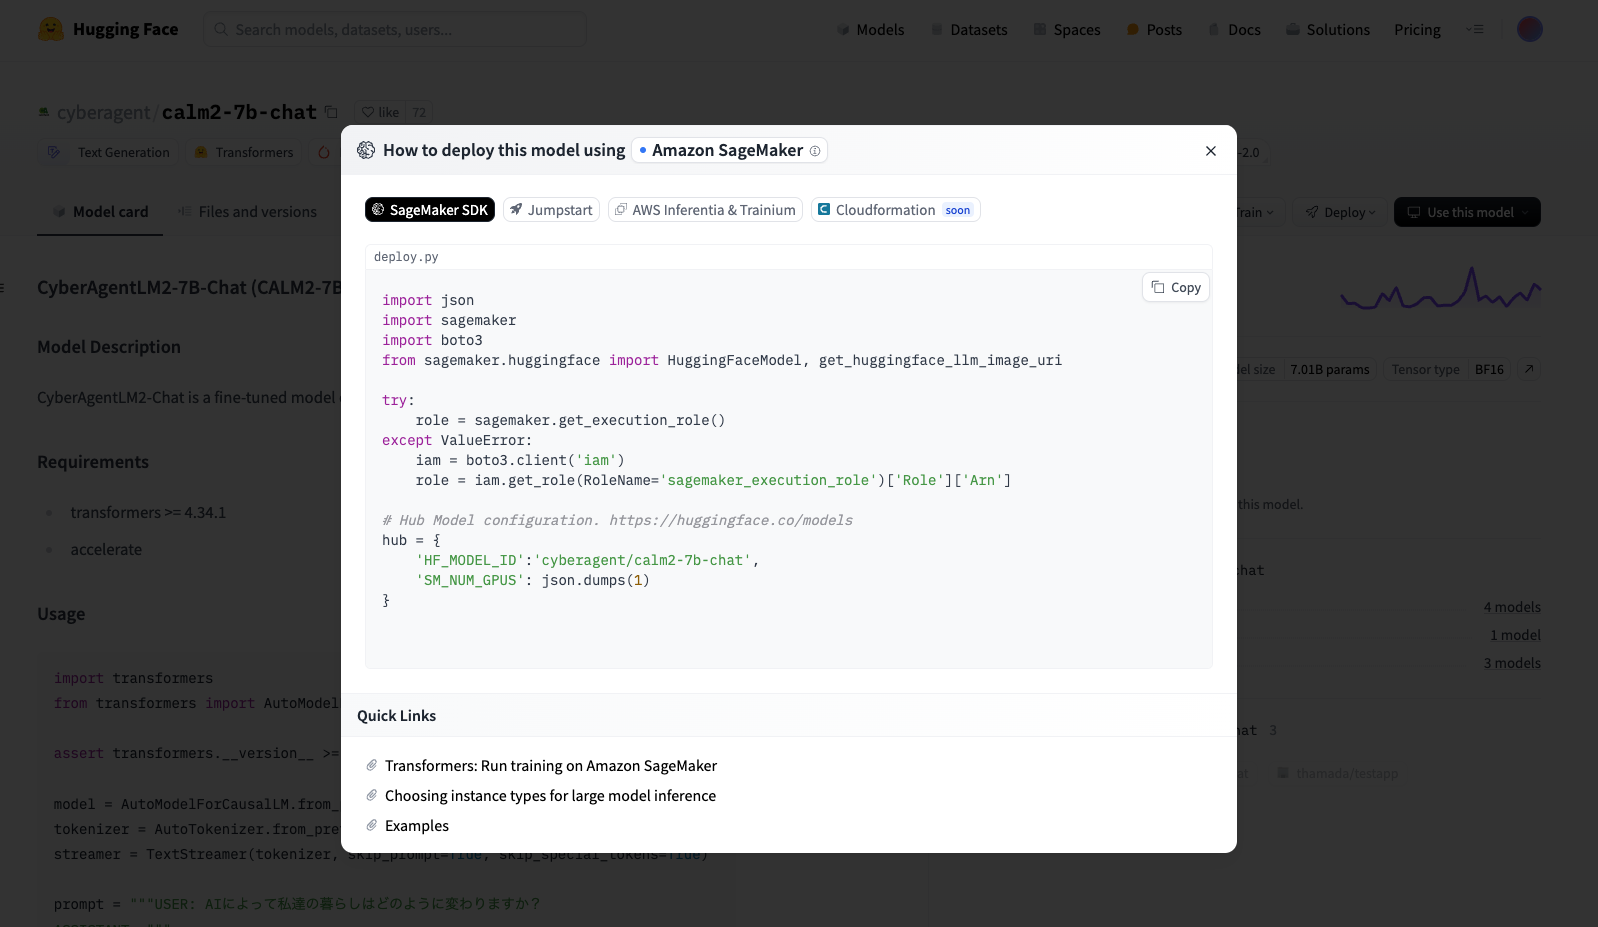 Hugging Face
Search models, datasets, users...
Models
Datasets
Spaces
Posts
Docs
Solutions
Pricing
cyberagent/calm2-7b-chat
like 72
Text Generation
Transformers
-2.0
Model card
Files and versions
Train
Deploy
Use this model
How to deploy this model using Amazon SageMaker
SageMaker SDK
Jumpstart
AWS Inferentia & Trainium
Cloudformation soon
deploy.py
Copy
import json
import sagemaker
import boto3
from sagemaker.huggingface import HuggingFaceModel, get_huggingface_llm_image_uri
try:
role = sagemaker.get_execution_role()
except ValueError:
iam = boto3.client('iam')
role = iam.get_role(RoleName='sagemaker_execution_role')['Role']['Arn']
# Hub Model configuration. https://huggingface.co/models
hub = {
'HF_MODEL_ID':'cyberagent/calm2-7b-chat',
'SM_NUM_GPUS': json.dumps(1)
}
Quick Links
Transformers: Run training on Amazon SageMaker
Choosing instance types for large model inference
Examples
CyberAgentLM2-7B-Chat (CALM2-7B
Model Description
CyberAgentLM2-Chat is a fine-tuned model
Requirements
transformers >= 4.34.1
accelerate
Usage
import transformers
from transformers import AutoModel
assert transformers.__version__ >=
model = AutoModelForCausalLM.from_
tokenizer = AutoTokenizer.from_pre
streamer = TextStreamer(tokenizer, skip_prompt=True, skip_special_tokens=True)
prompt = """USER: AIによって私達の暮らしはどのように変わりますか?
size 7.01B params
Tensor type BF16
this model.
chat
4 models
1 model
3 models
hat 3
thamada/testapp